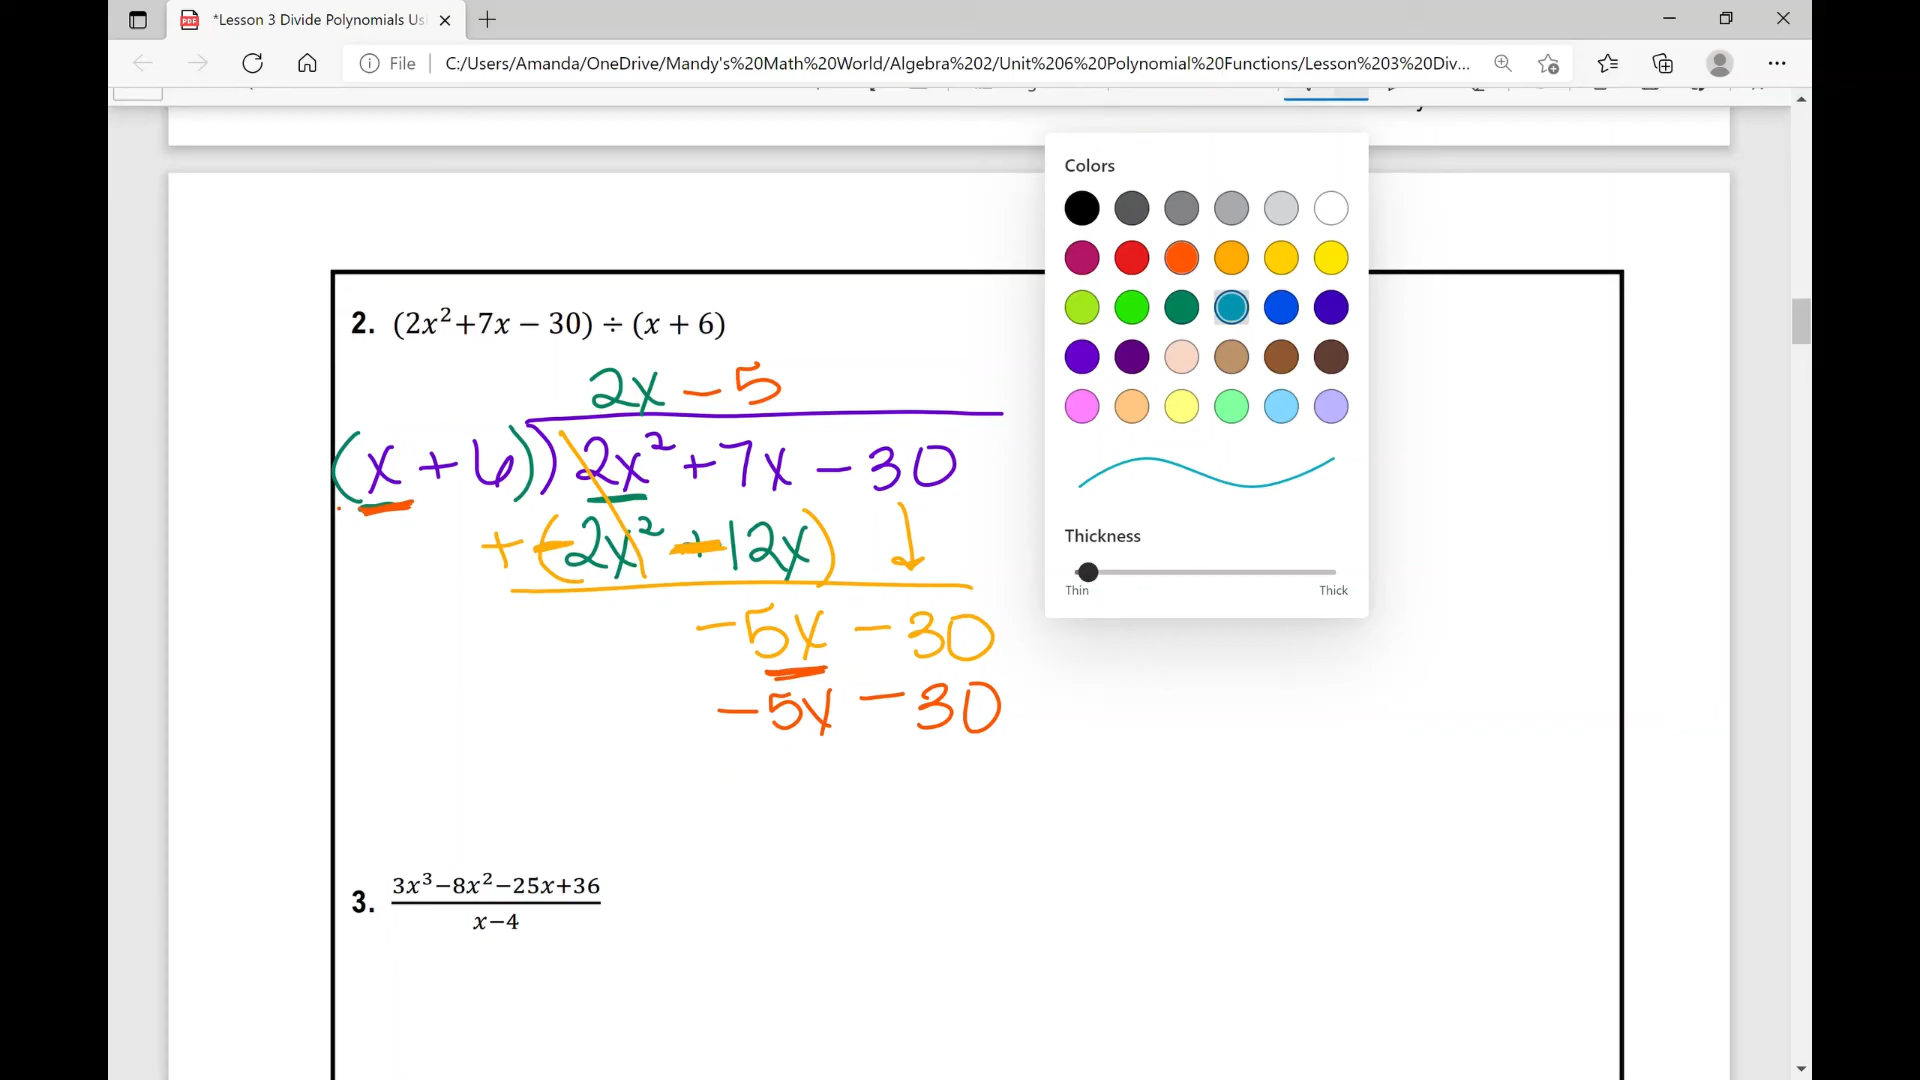 *Lesson 3 Divide Polynomials Us
File C:/Users/Amanda/OneDrive/Mandy's%20Math%20World/Algebra%202/Unit%206%20Polynomial%20Functions/Lesson%203%20Div...
Colors
2. (2x²+7x − 30) ÷ (x + 6)
2x − 5
(x + 6) ) 2x² + 7x − 30
+ (−2x² − 12x)
Thickness
Thin Thick
−5x − 30
−5x − 30
3. 3x³−8x²−25x+36
x−4